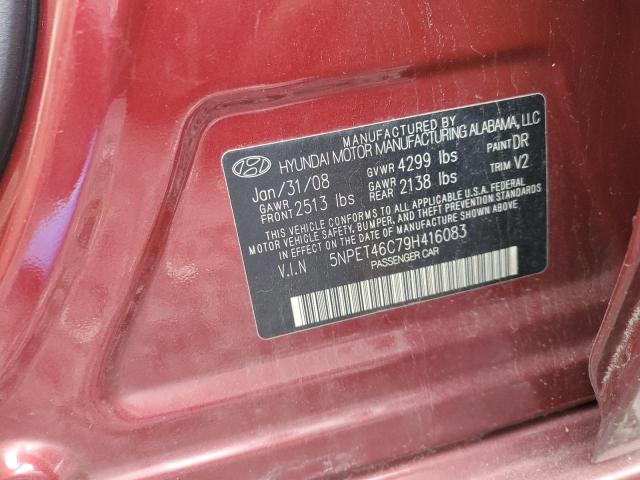 MANUFACTURED BY
HYUNDAI MOTOR MANUFACTURING ALABAMA, LLC
Jan/31/08 GVWR 4299 lbs PAINT DR
GAWR FRONT 2513 lbs GAWR REAR 2138 lbs TRIM V2
THIS VEHICLE CONFORMS TO ALL APPLICABLE U.S.A. FEDERAL
MOTOR VEHICLE SAFETY, BUMPER, AND THEFT PREVENTION STANDARDS
IN EFFECT ON THE DATE OF MANUFACTURE SHOWN ABOVE.
V.I.N 5NPET46C79H416083
PASSENGER CAR